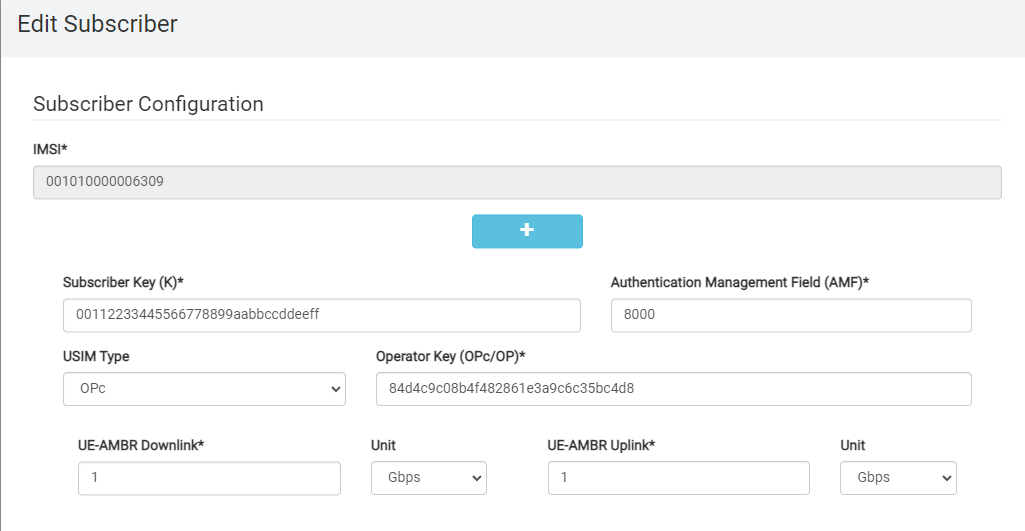 Edit Subscriber
Subscriber Configuration
IMSI*
001010000006309
+
Subscriber Key (K)* Authentication Management Field (AMF)*
00112233445566778899aabbccddeeff 8000
USIM Type Operator Key (OPc/OP)*
OPc 84d4c9c08b4f482861e3a9c6c35bc4d8
UE-AMBR Downlink* Unit UE-AMBR Uplink* Unit
1 Gbps 1 Gbps